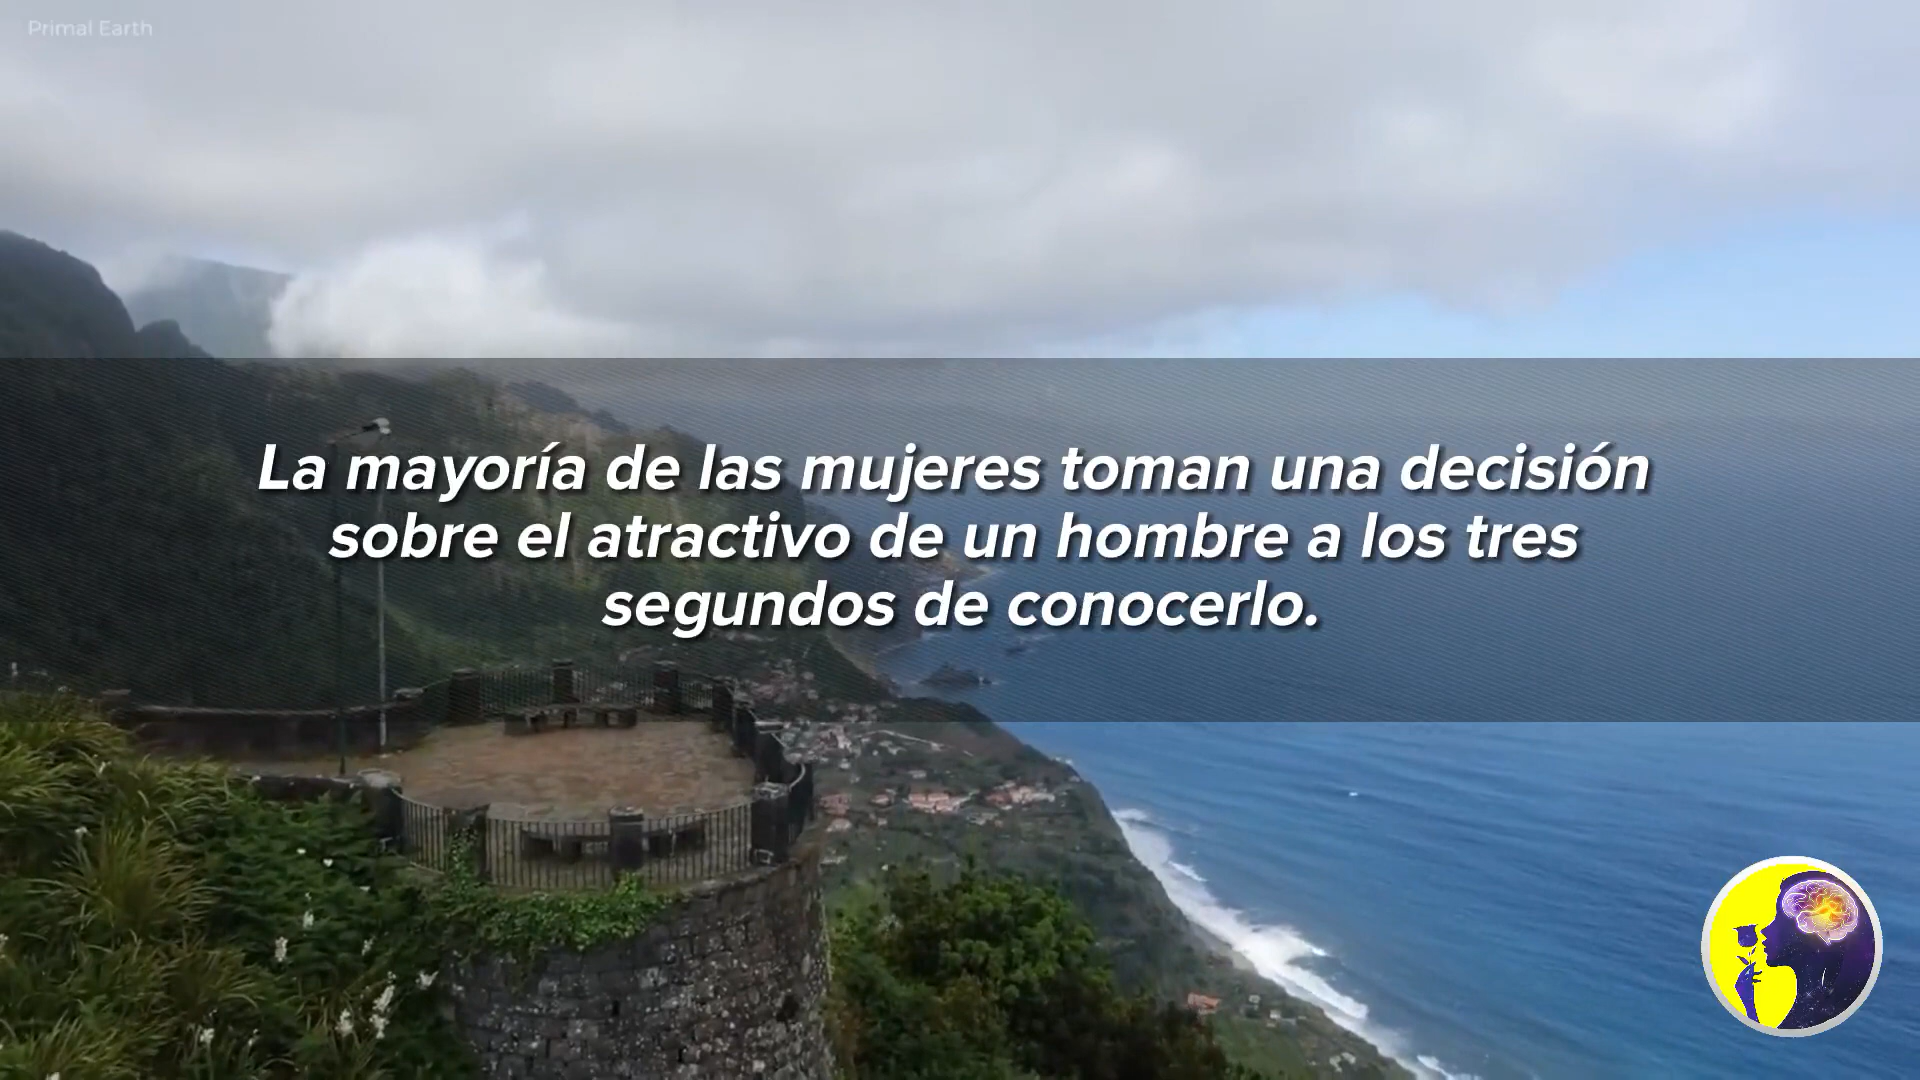 Primal Earth
La mayoría de las mujeres toman una decisión
sobre el atractivo de un hombre a los tres
segundos de conocerlo.